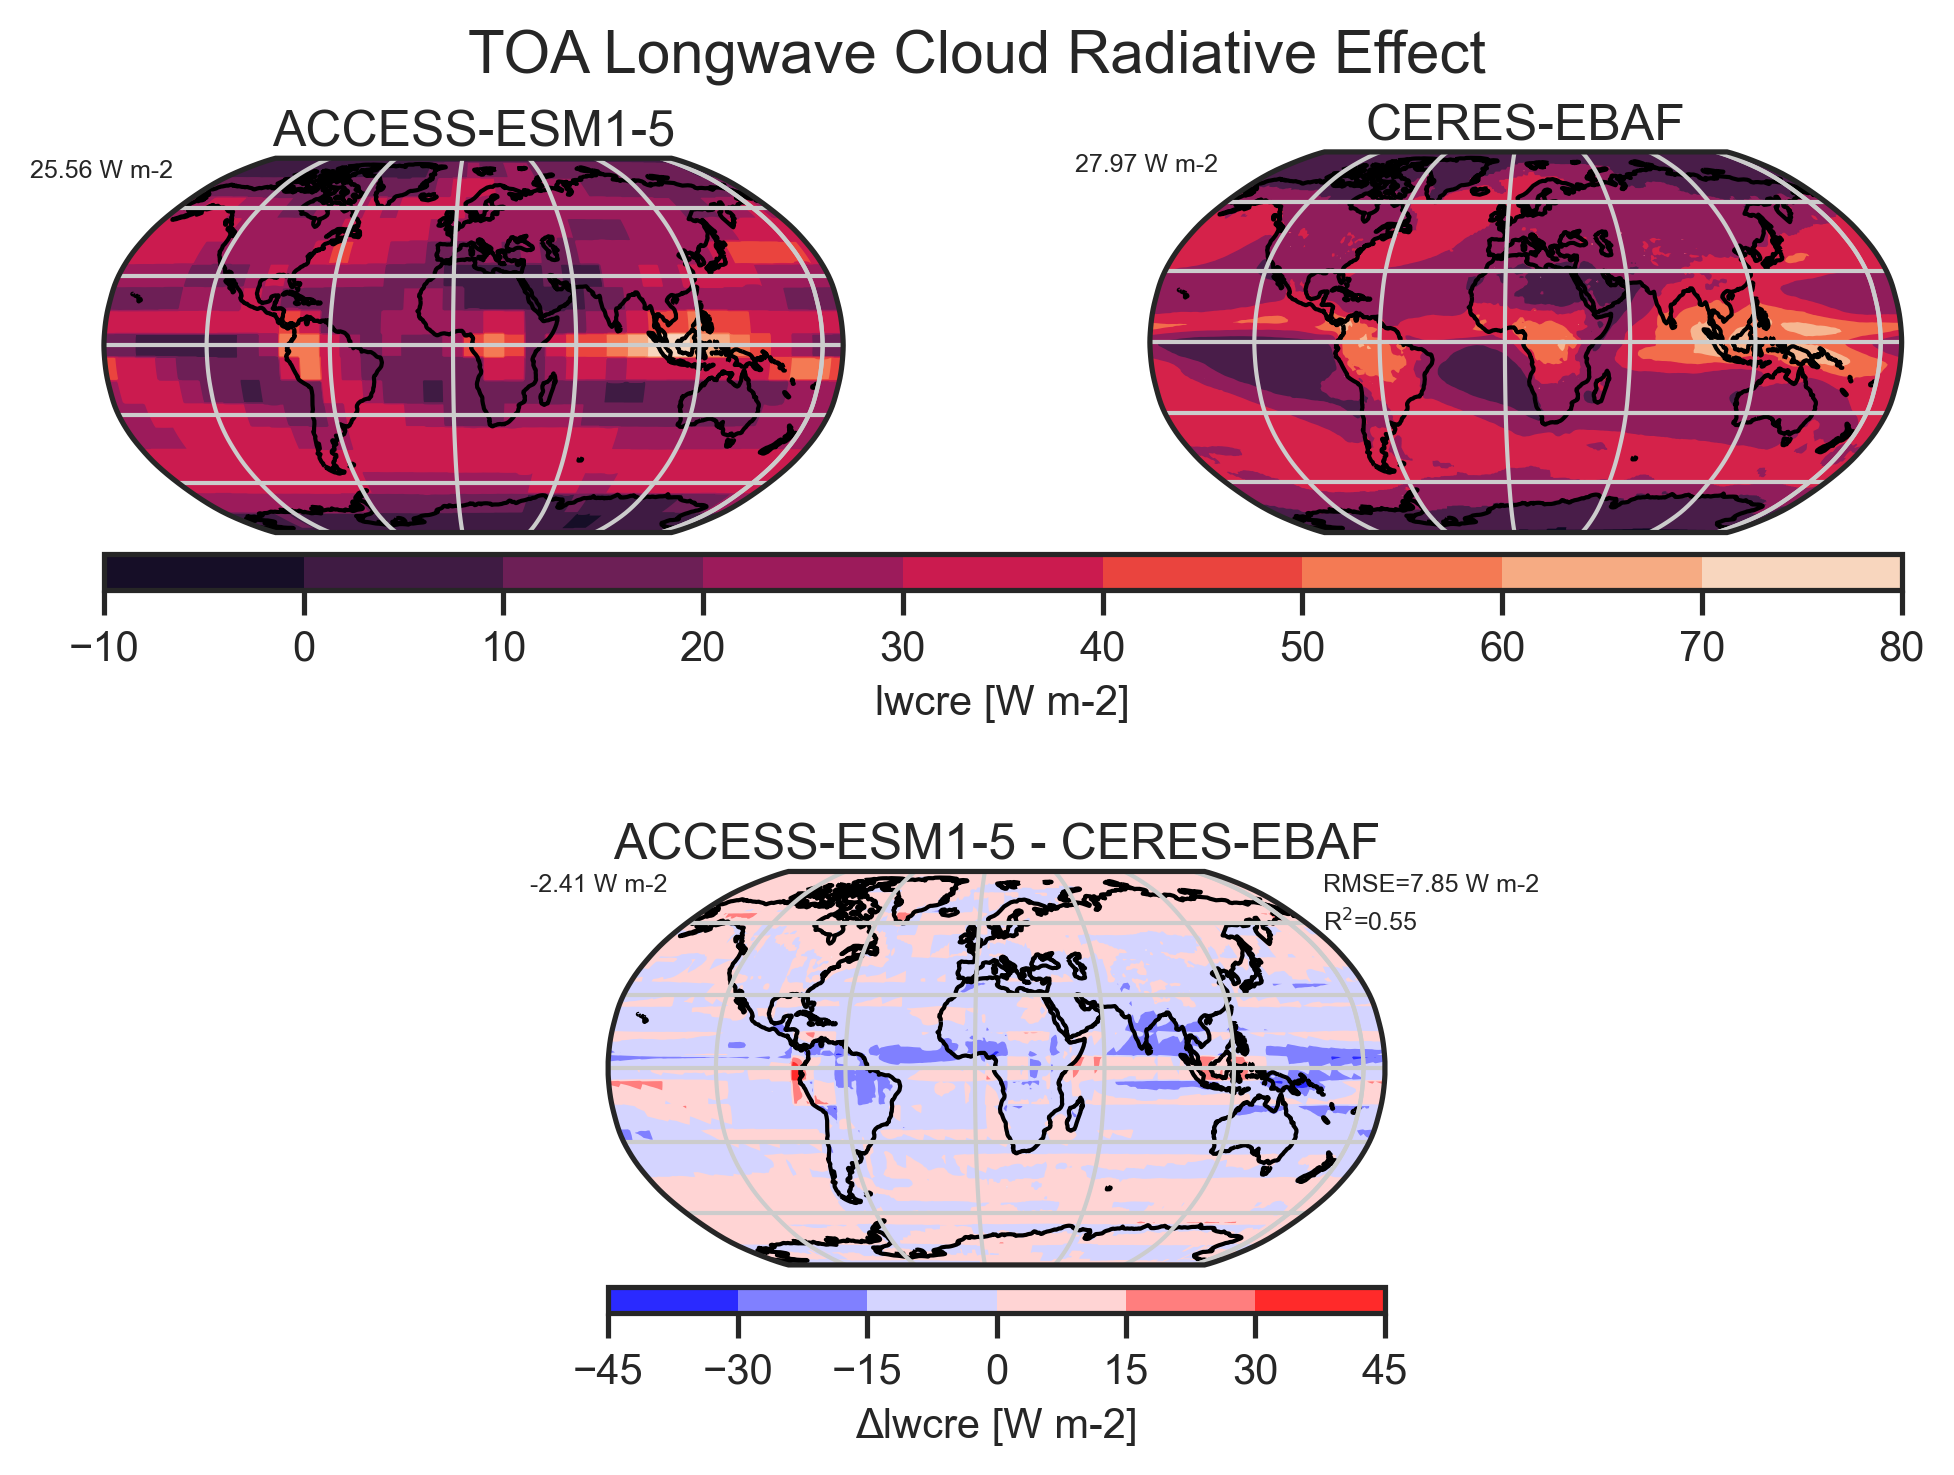 TOA Longwave Cloud Radiative Effect
ACCESS-ESM1-5
CERES-EBAF
25.56 W m-2
27.97 W m-2
−10 0 10 20 30 40 50 60 70 80
lwcre [W m-2]
ACCESS-ESM1-5 - CERES-EBAF
-2.41 W m-2
RMSE=7.85 W m-2
R²=0.55
−45 −30 −15 0 15 30 45
Δlwcre [W m-2]